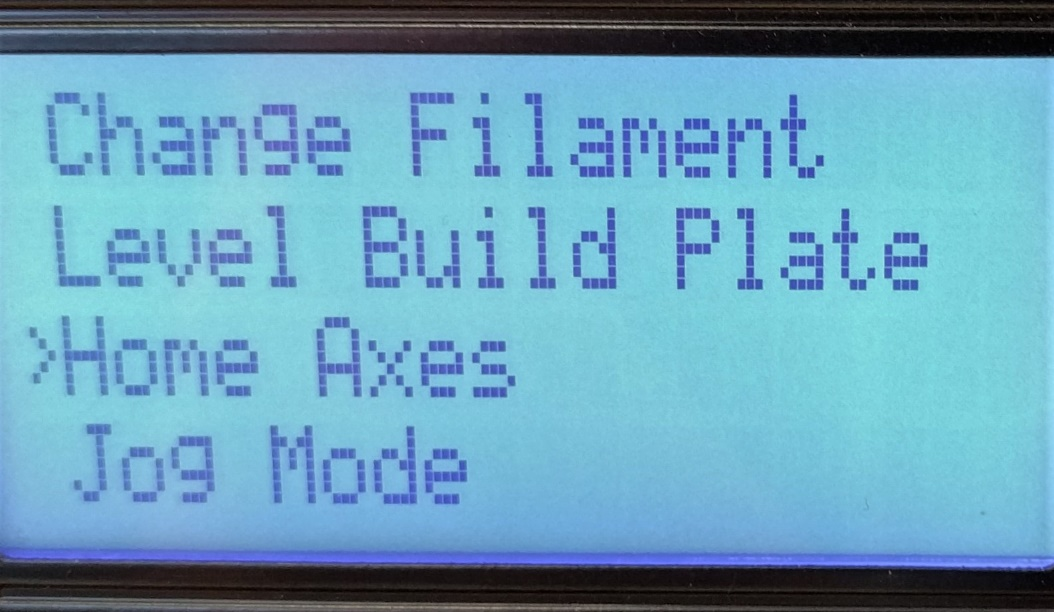 Change Filament
Level Build Plate
>Home Axes
Jog Mode